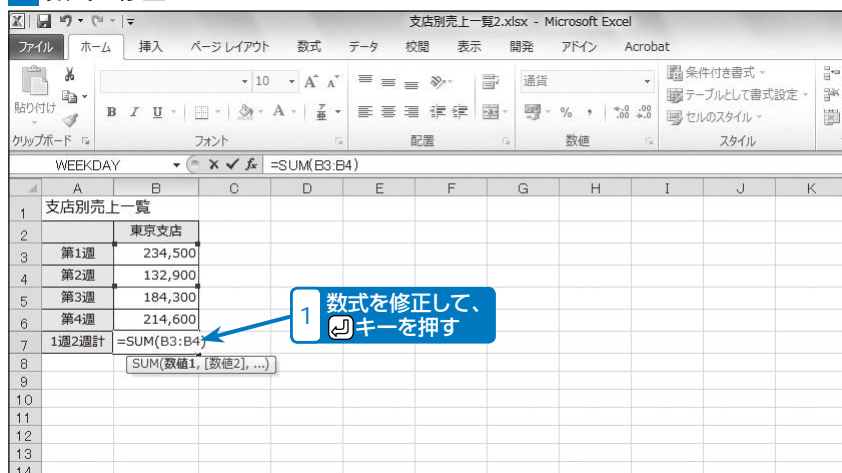 支店別売上一覧2.xlsx - Microsoft Excel
ファイル ホーム 挿入 ページ レイアウト 数式 データ 校閲 表示 開発 アドイン Acrobat
貼り付け
10
通貨
条件付き書式
テーブルとして書式設定
セルのスタイル
クリップボード フォント 配置 数値 スタイル
WEEKDAY =SUM(B3:B4)
A B C D E F G H I J K
1 支店別売上一覧
2 東京支店
3 第1週 234,500
4 第2週 132,900
5 第3週 184,300
6 第4週 214,600
7 1週2週計 =SUM(B3:B4)
8 SUM(数値1, [数値2], ...)
9
10
11
12
13
14
1 数式を修正して、
キーを押す